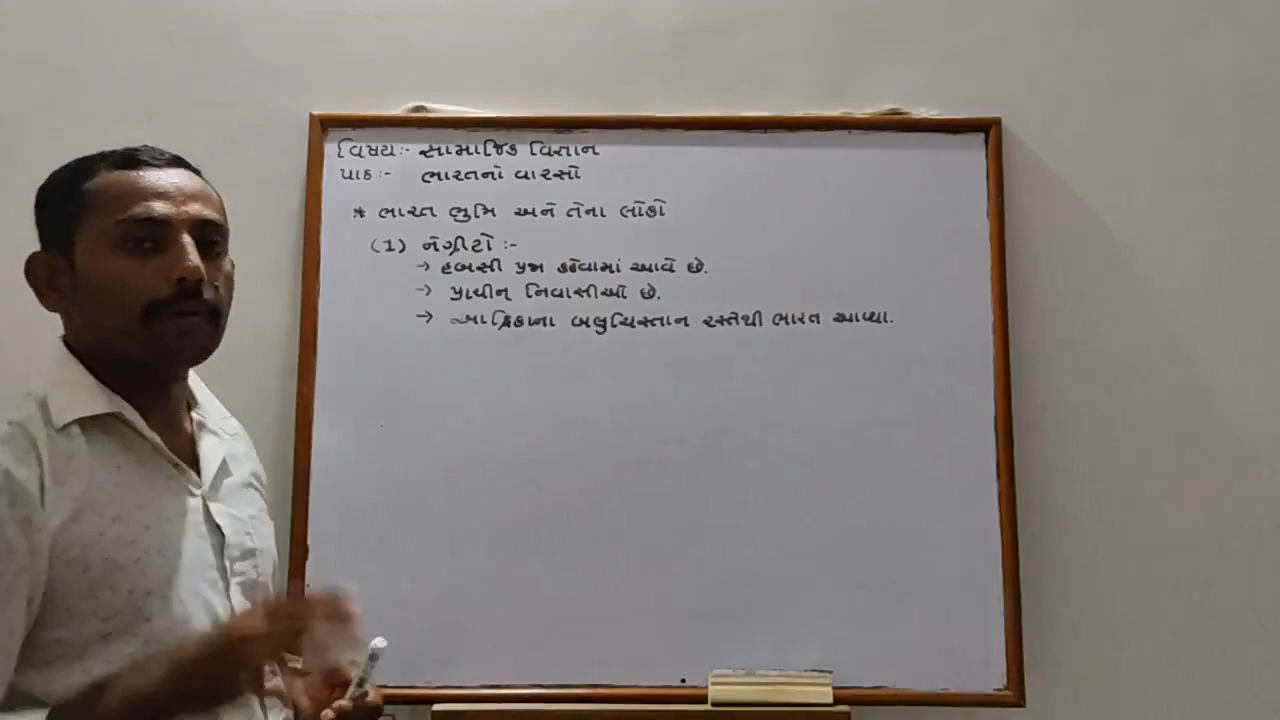 વિષય:- સામાજિક વિજ્ઞાન
પાઠ:- ભારતનો વારસો
* ભારત ભુમિ અને તેના લોકો
(1) નેગ્રીટો :-
→ હબસી પ્રજા કહેવામાં આવે છે.
→ પ્રાચીન નિવાસીઓ છે.
→ આફ્રિકાના બલુચિસ્તાન રસ્તેથી ભારત આવ્યા.